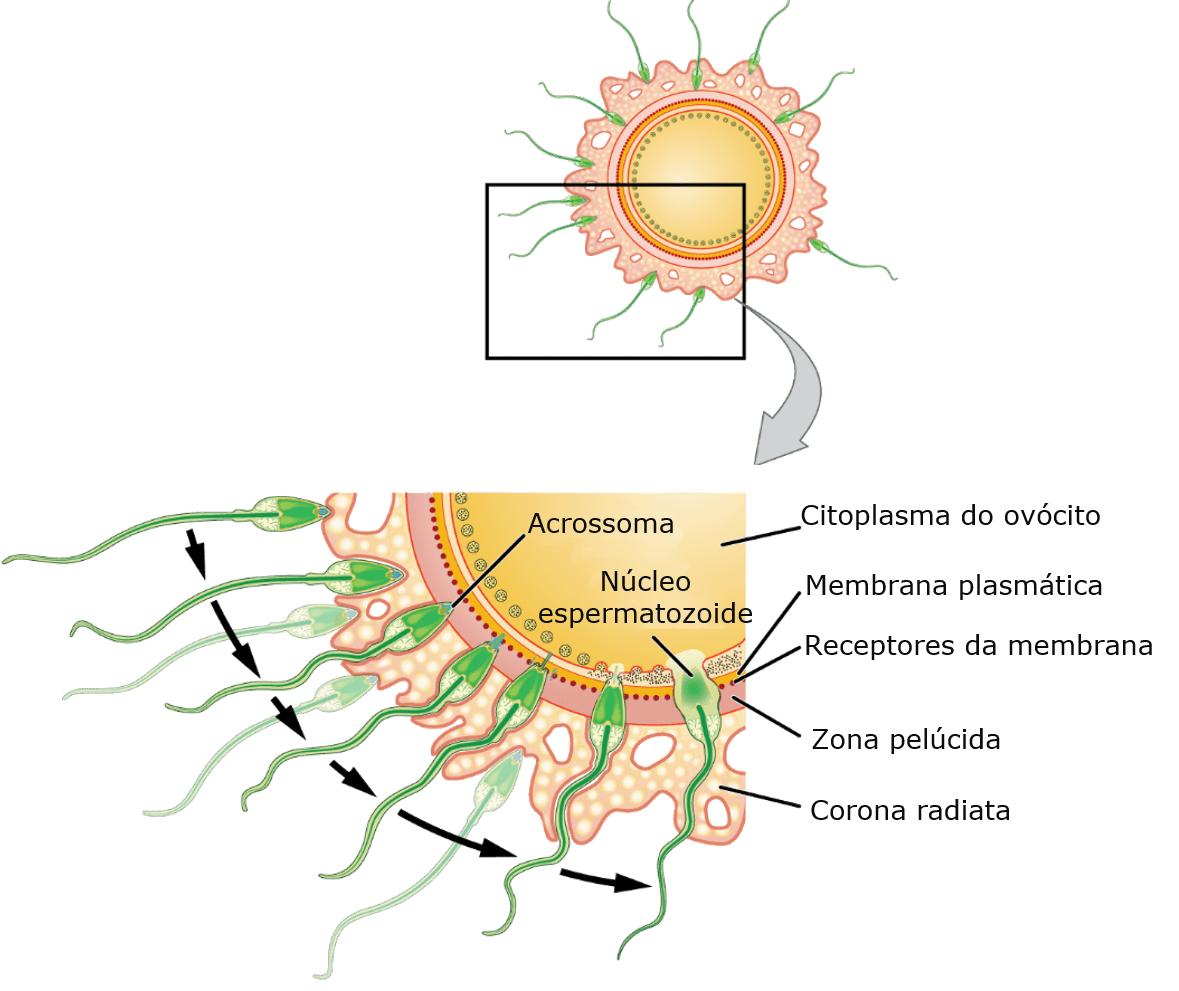 Acrossoma
Citoplasma do ovócito
Núcleo
espermatozoide
Membrana plasmática
Receptores da membrana
Zona pelúcida
Corona radiata